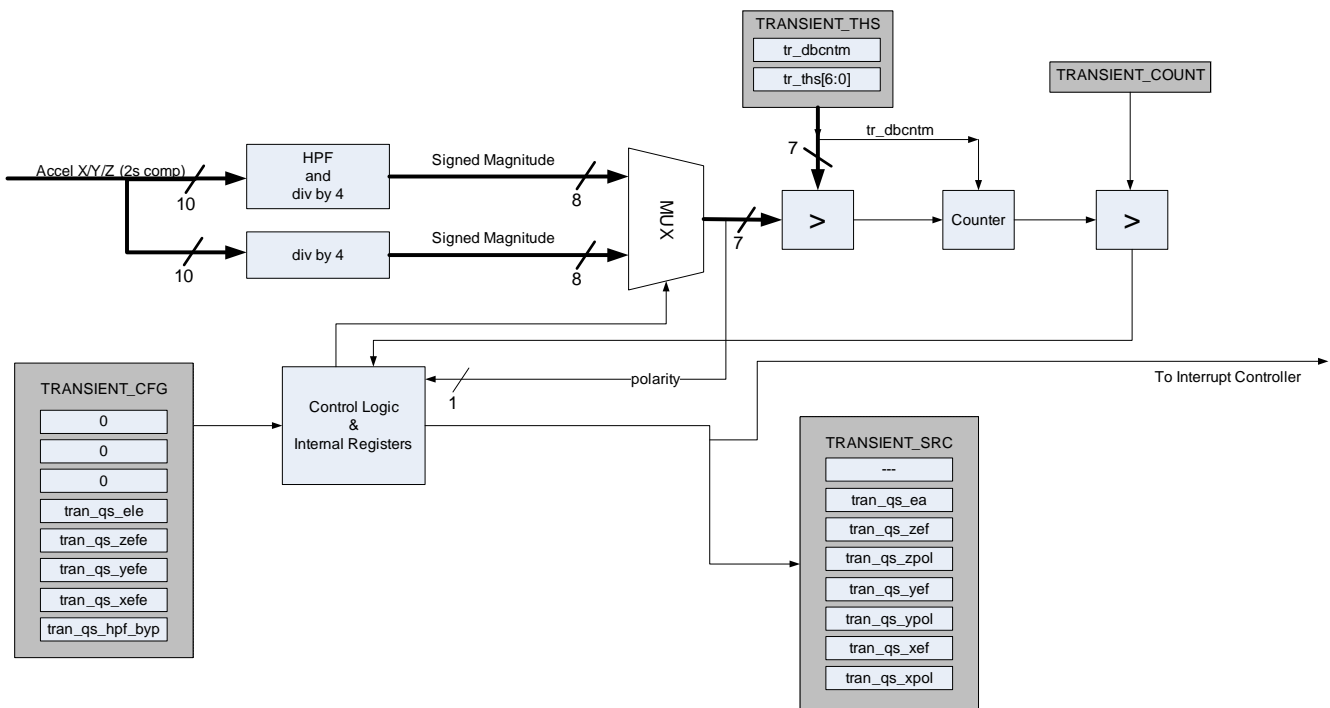 TRANSIENT_THS
tr_dbcntm
tr_ths[6:0]
TRANSIENT_COUNT
tr_dbcntm
7
Accel X/Y/Z (2s comp)
10
HPF
and
div by 4
Signed Magnitude
8
MUX
7
>
Counter
>
10
div by 4
Signed Magnitude
8
TRANSIENT_CFG
0
0
0
tran_qs_ele
tran_qs_zefe
tran_qs_yefe
tran_qs_xefe
tran_qs_hpf_byp
Control Logic
&
Internal Registers
1
polarity
To Interrupt Controller
TRANSIENT_SRC
---
tran_qs_ea
tran_qs_zef
tran_qs_zpol
tran_qs_yef
tran_qs_ypol
tran_qs_xef
tran_qs_xpol